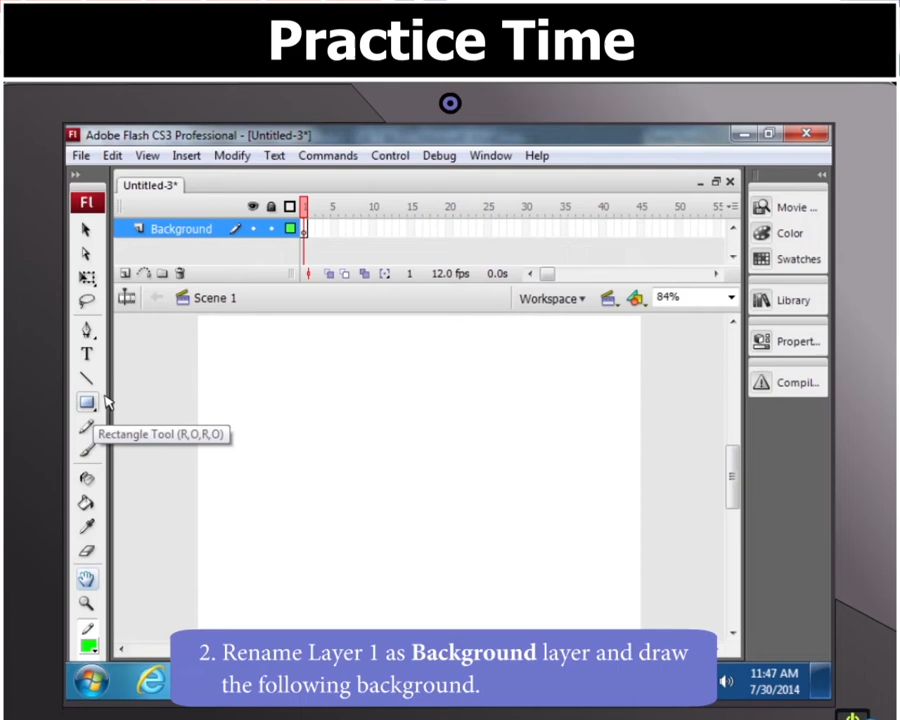 Practice Time
Fl Adobe Flash CS3 Professional - [Untitled-3*]
File Edit View Insert Modify Text Commands Control Debug Window Help
Untitled-3*
Fl
5 10 15 20 25 30 35 40 45 50
Movie ...
Background
Color
Swatches
1 12.0 fps 0.0s
Scene 1
Workspace
84%
Library
Propert...
T
Compil...
Rectangle Tool (R,O,R,O)
2. Rename Layer 1 as Background layer and draw
the following background.
11:47 AM
7/30/2014